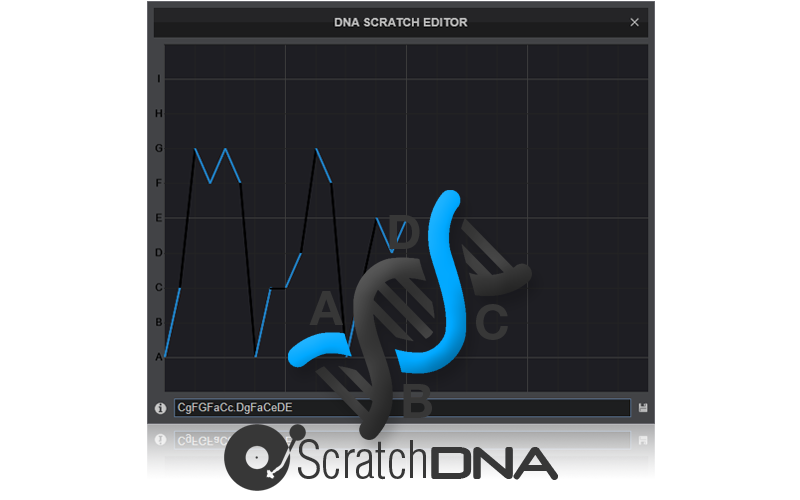 DNA SCRATCH EDITOR
I
H
G
F
E
D
C
B
A
D
A
C
B
CgFGFaCc.DgFaCeDE
ScratchDNA